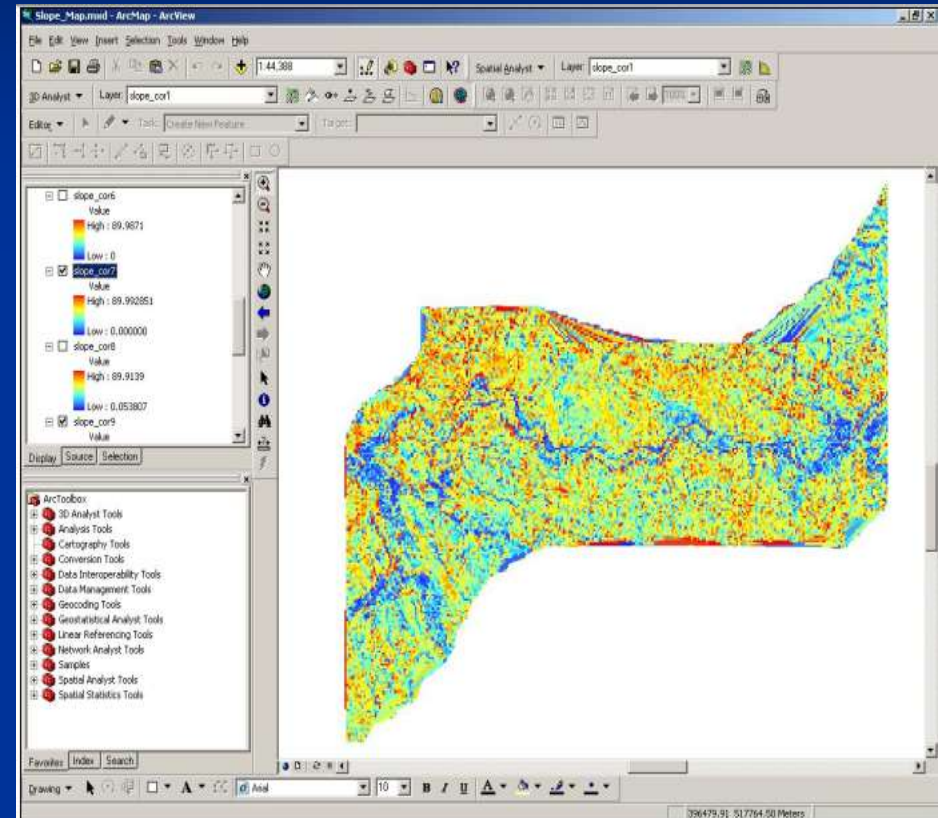 Slope_Map.mxd - ArcMap - ArcView
File Edit View Insert Selection Tools Window Help
1:44,388
Spatial Analyst
Layer: slope_cor1
3D Analyst
Layer: slope_cor1
100%
Editor
Task: Create New Feature
Target:
slope_cor6
Value
High : 89.9871
Low : 0
slope_cor7
Value
High : 89.992851
Low : 0.000000
slope_cor8
Value
High : 89.9139
Low : 0.053807
slope_cor9
Value
Display Source Selection
ArcToolbox
3D Analyst Tools
Analysis Tools
Cartography Tools
Conversion Tools
Data Interoperability Tools
Data Management Tools
Geocoding Tools
Geostatistical Analyst Tools
Linear Referencing Tools
Network Analyst Tools
Samples
Spatial Analyst Tools
Spatial Statistics Tools
Favorites Index Search
Drawing
A
Arial
10
B I U A
396479.91 517764.50 Meters